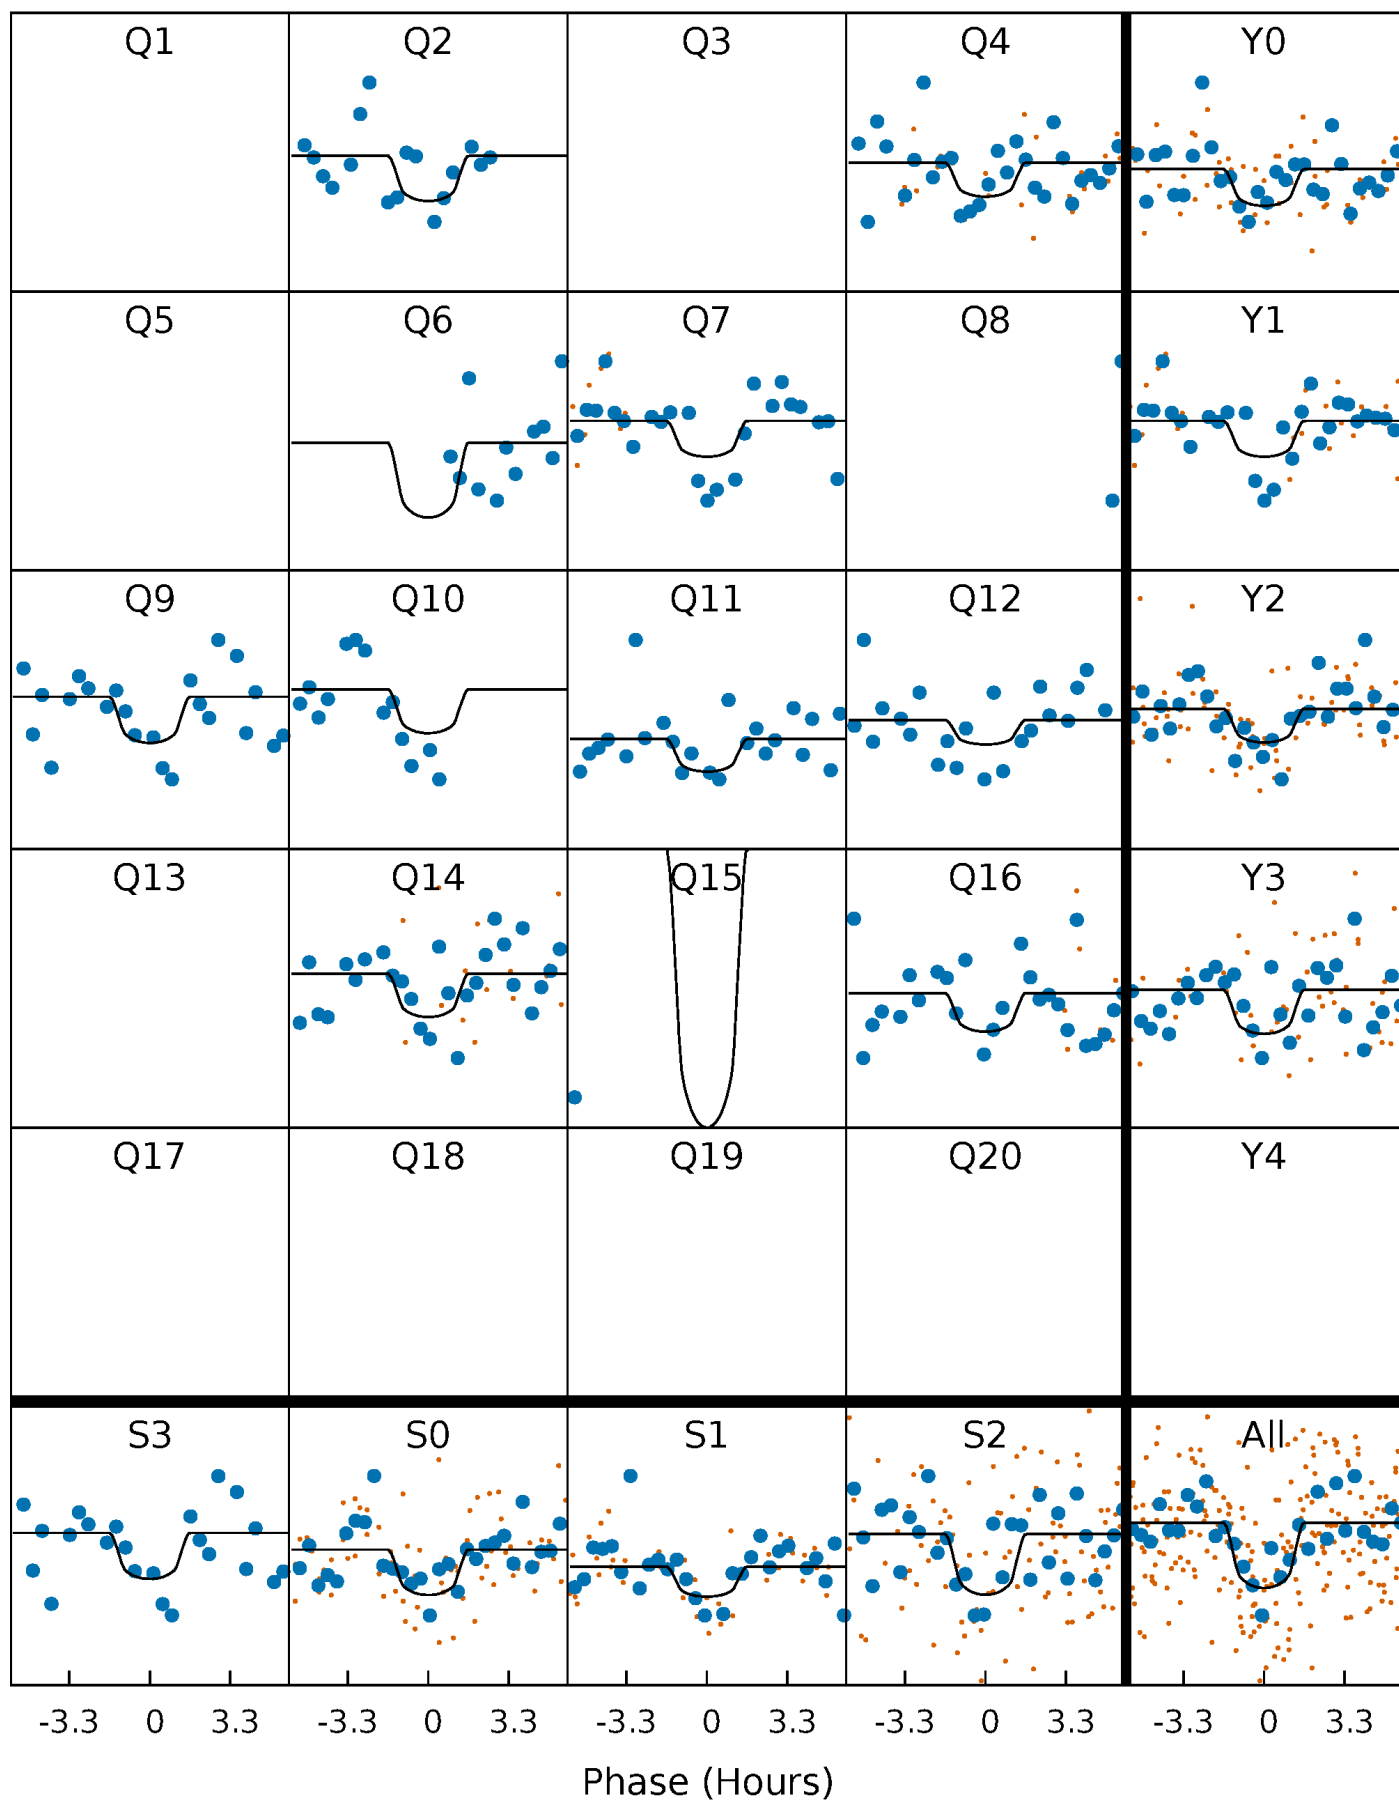 Q1 Q2 Q3 Q4 Y0
Q5 Q6 Q7 Q8 Y1
Q9 Q10 Q11 Q12 Y2
Q13 Q14 Q15 Q16 Y3
Q17 Q18 Q19 Q20 Y4
S3 S0 S1 S2 All
-3.3 0 3.3 -3.3 0 3.3 -3.3 0 3.3 -3.3 0 3.3 -3.3 0 3.3
Phase (Hours)